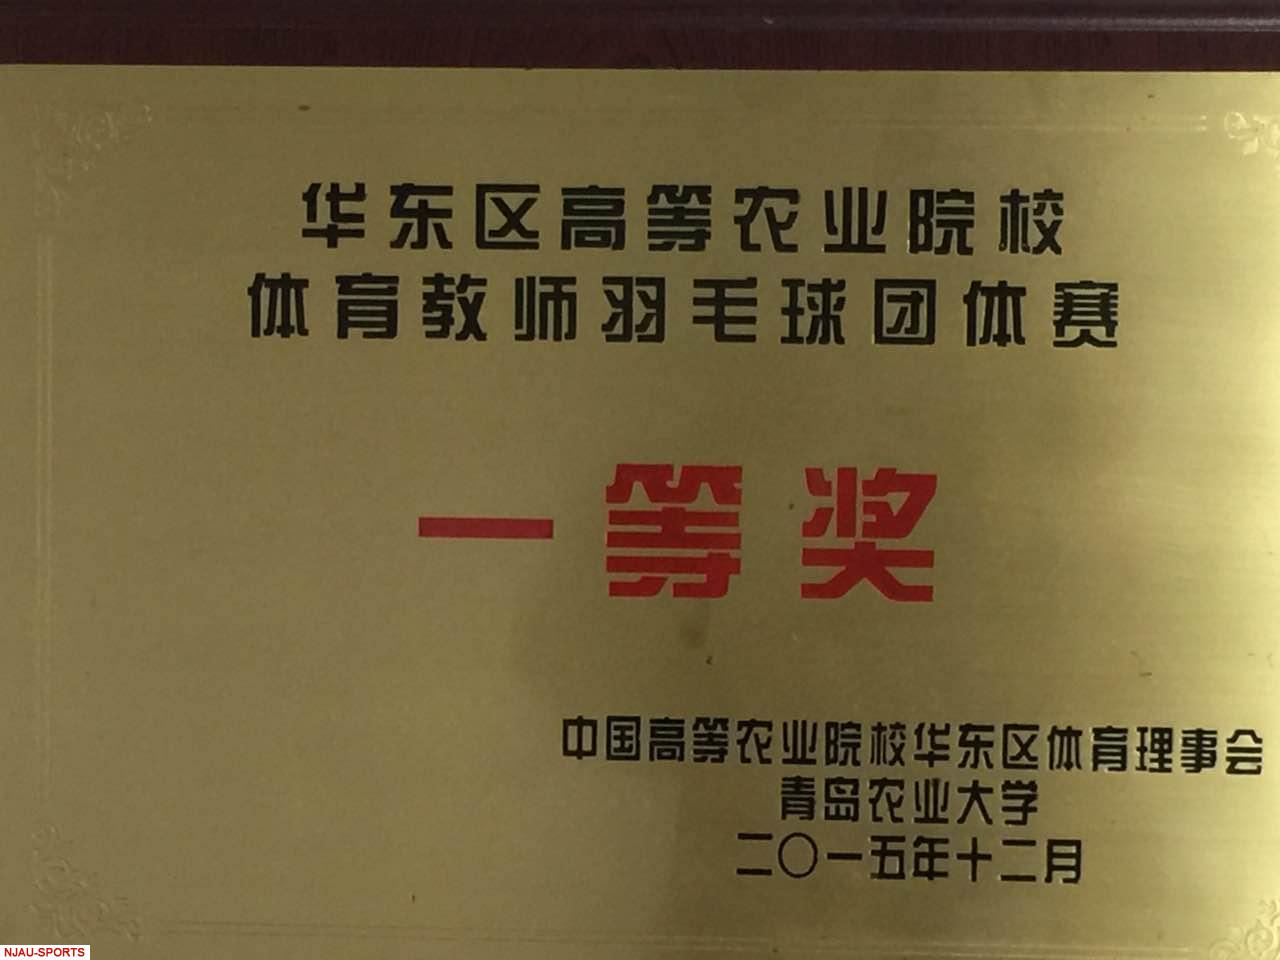 华东区高等农业院校
体育教师羽毛球团体赛
一等奖
中国高等农业院校华东区体育理事会
青岛农业大学
二〇一五年十二月
NJAU-SPORTS